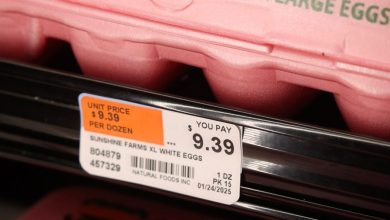 LARGE EGGS
UNIT PRICE
$ 9.39
PER DOZEN
YOU PAY
$ 9.39
SUNSHINE FARMS XL WHITE EGGS
804879
457329
NATURAL FOODS INC
1 DZ
PK 15
01/24/2025